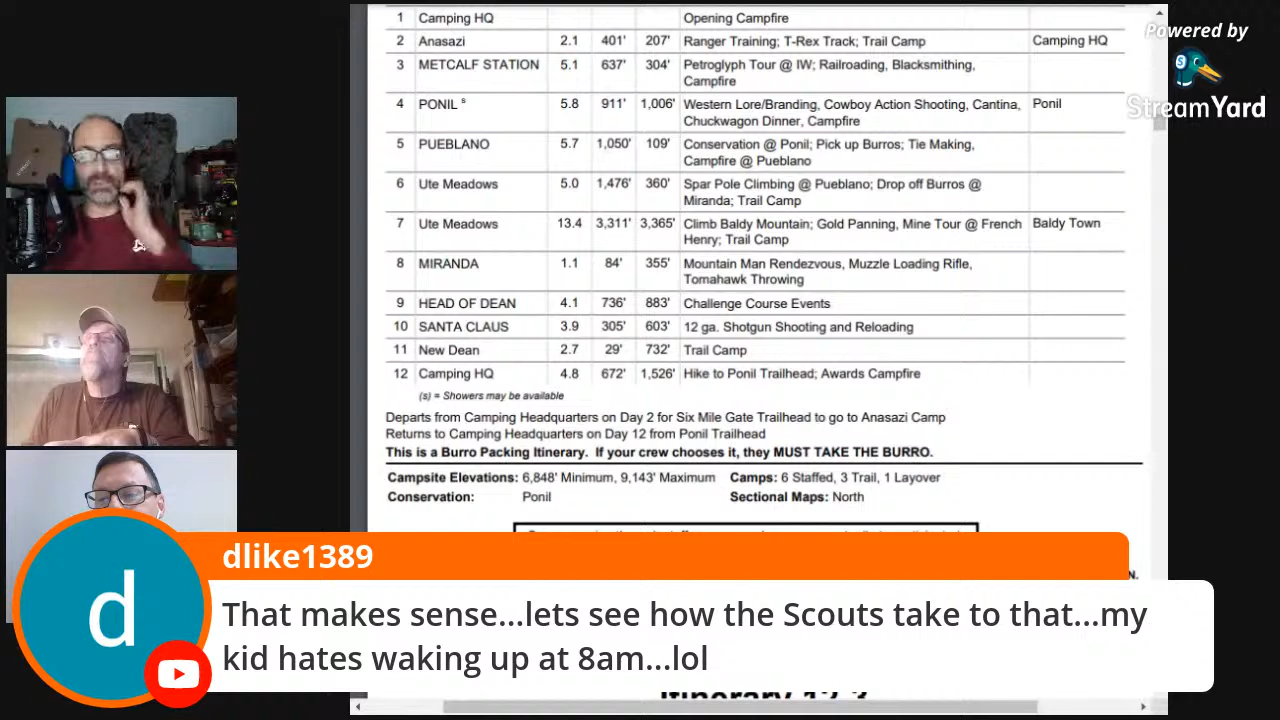 1 Camping HQ Opening Campfire
2 Anasazi 2.1 401' 207' Ranger Training; T-Rex Track; Trail Camp Camping HQ
3 METCALF STATION 5.1 637' 304' Petroglyph Tour @ IW; Railroading, Blacksmithing,
Campfire
4 PONIL s 5.8 911' 1,006' Western Lore/Branding, Cowboy Action Shooting, Cantina, Ponil
Chuckwagon Dinner, Campfire
5 PUEBLANO 5.7 1,050' 109' Conservation @ Ponil; Pick up Burros; Tie Making,
Campfire @ Pueblano
6 Ute Meadows 5.0 1,476' 360' Spar Pole Climbing @ Pueblano; Drop off Burros @
Miranda; Trail Camp
7 Ute Meadows 13.4 3,311' 3,365' Climb Baldy Mountain; Gold Panning, Mine Tour @ French Baldy Town
Henry; Trail Camp
8 MIRANDA 1.1 84' 355' Mountain Man Rendezvous, Muzzle Loading Rifle,
Tomahawk Throwing
9 HEAD OF DEAN 4.1 736' 883' Challenge Course Events
10 SANTA CLAUS 3.9 305' 603' 12 ga. Shotgun Shooting and Reloading
11 New Dean 2.7 29' 732' Trail Camp
12 Camping HQ 4.8 672' 1,526' Hike to Ponil Trailhead; Awards Campfire
(s) = Showers may be available
Departs from Camping Headquarters on Day 2 for Six Mile Gate Trailhead to go to Anasazi Camp
Returns to Camping Headquarters on Day 12 from Ponil Trailhead
This is a Burro Packing Itinerary. If your crew chooses it, they MUST TAKE THE BURRO.
Campsite Elevations: 6,848' Minimum, 9,143' Maximum Camps: 6 Staffed, 3 Trail, 1 Layover
Conservation: Ponil Sectional Maps: North
Powered by
StreamYard
d
dlike1389
That makes sense...lets see how the Scouts take to that...my
kid hates waking up at 8am...lol
Itinerary